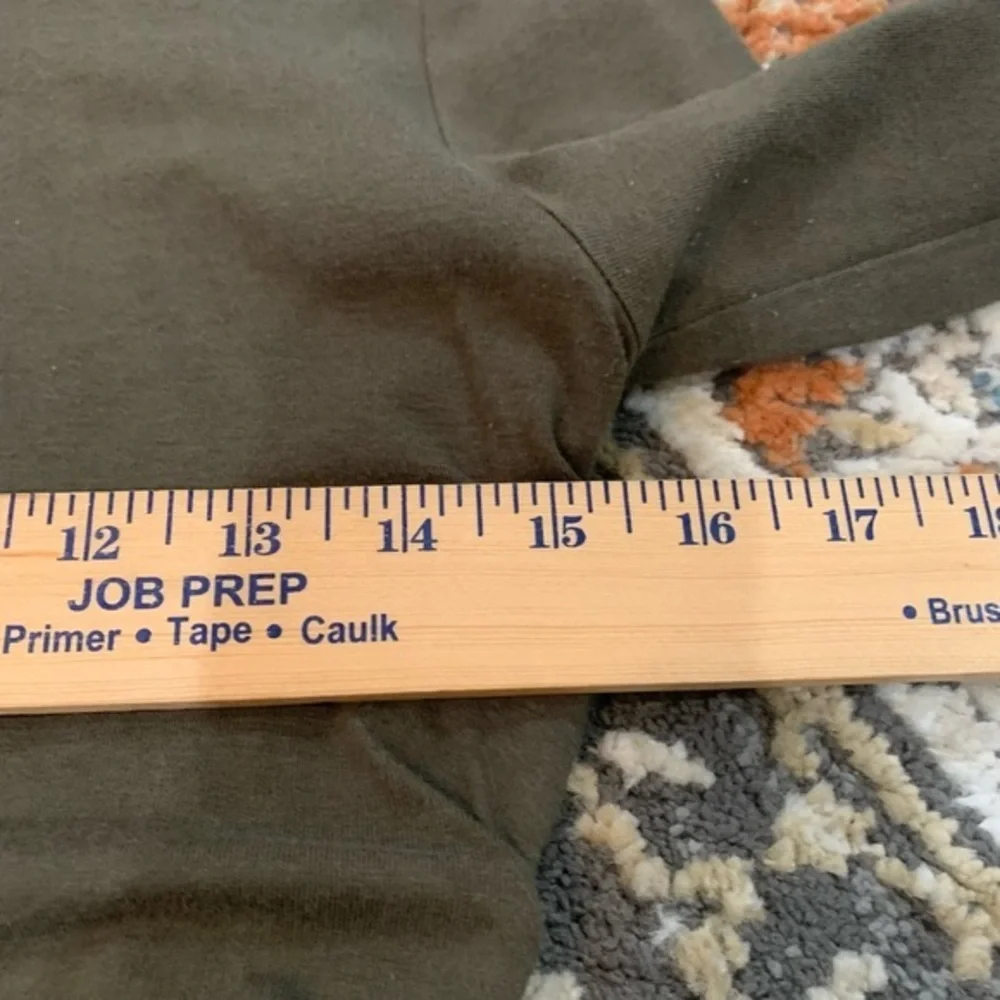 12 13 14 15 16 17
JOB PREP
Primer • Tape • Caulk • Brus